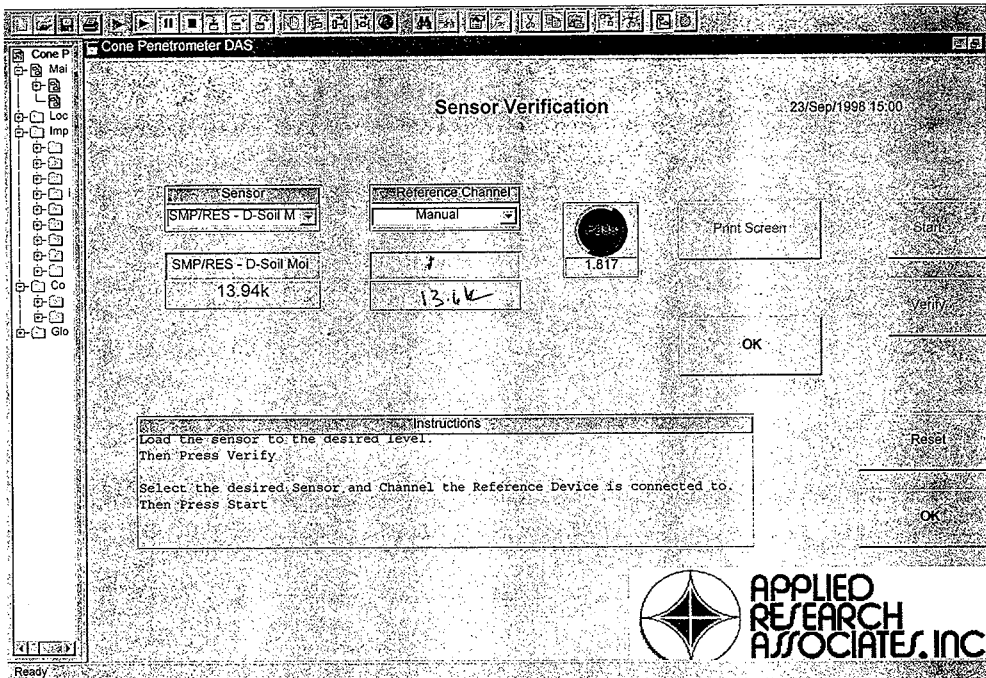 Cone Penetrometer DAS
Cone P
Mai
Loc
Imp
Co
Glo
Sensor Verification
23/Sep/1998 15:00
Sensor
SMP/RES - D-Soil M
SMP/RES - D-Soil Moi
13.94k
Reference Channel
Manual
13.6k
1.817
Print Screen
OK
Start
Verify
Reset
OK
Instructions
Load the sensor to the desired level.
Then Press Verify
Select the desired Sensor and Channel the Reference Device is connected to.
Then Press Start
APPLIED
RESEARCH
ASSOCIATES, INC
Ready